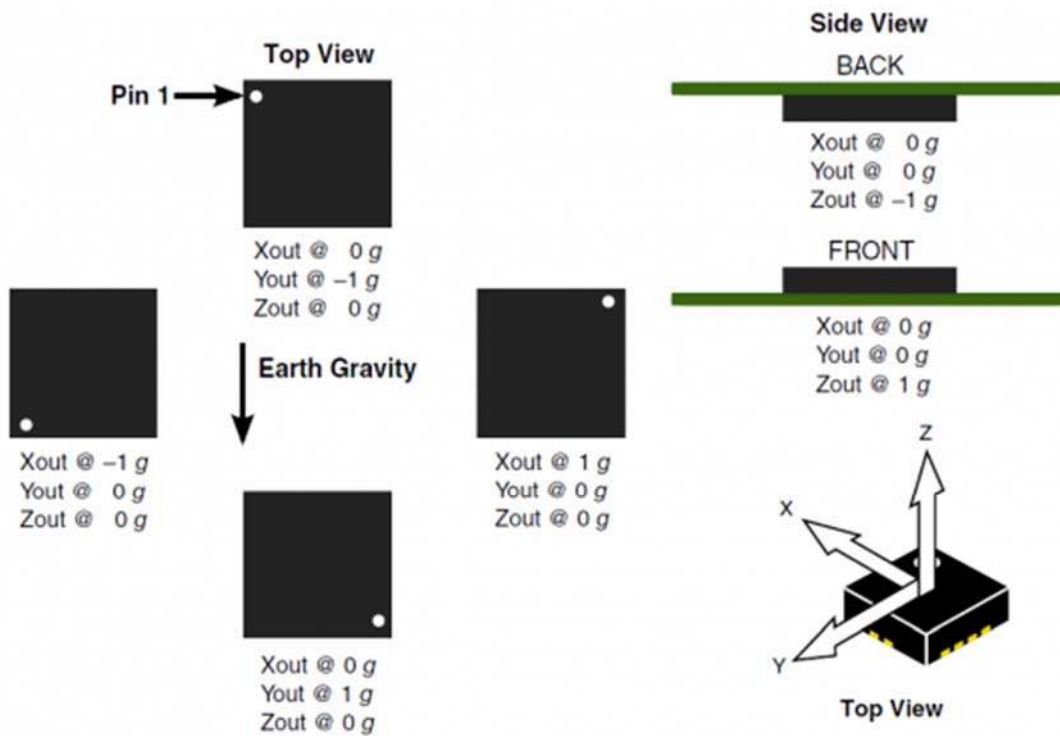 Top View
Pin 1
Xout @ 0 g
Yout @ –1 g
Zout @ 0 g
Earth Gravity
Xout @ –1 g
Yout @ 0 g
Zout @ 0 g
Xout @ 1 g
Yout @ 0 g
Zout @ 0 g
Xout @ 0 g
Yout @ 1 g
Zout @ 0 g
Side View
BACK
Xout @ 0 g
Yout @ 0 g
Zout @ –1 g
FRONT
Xout @ 0 g
Yout @ 0 g
Zout @ 1 g
Z
X
Y
Top View